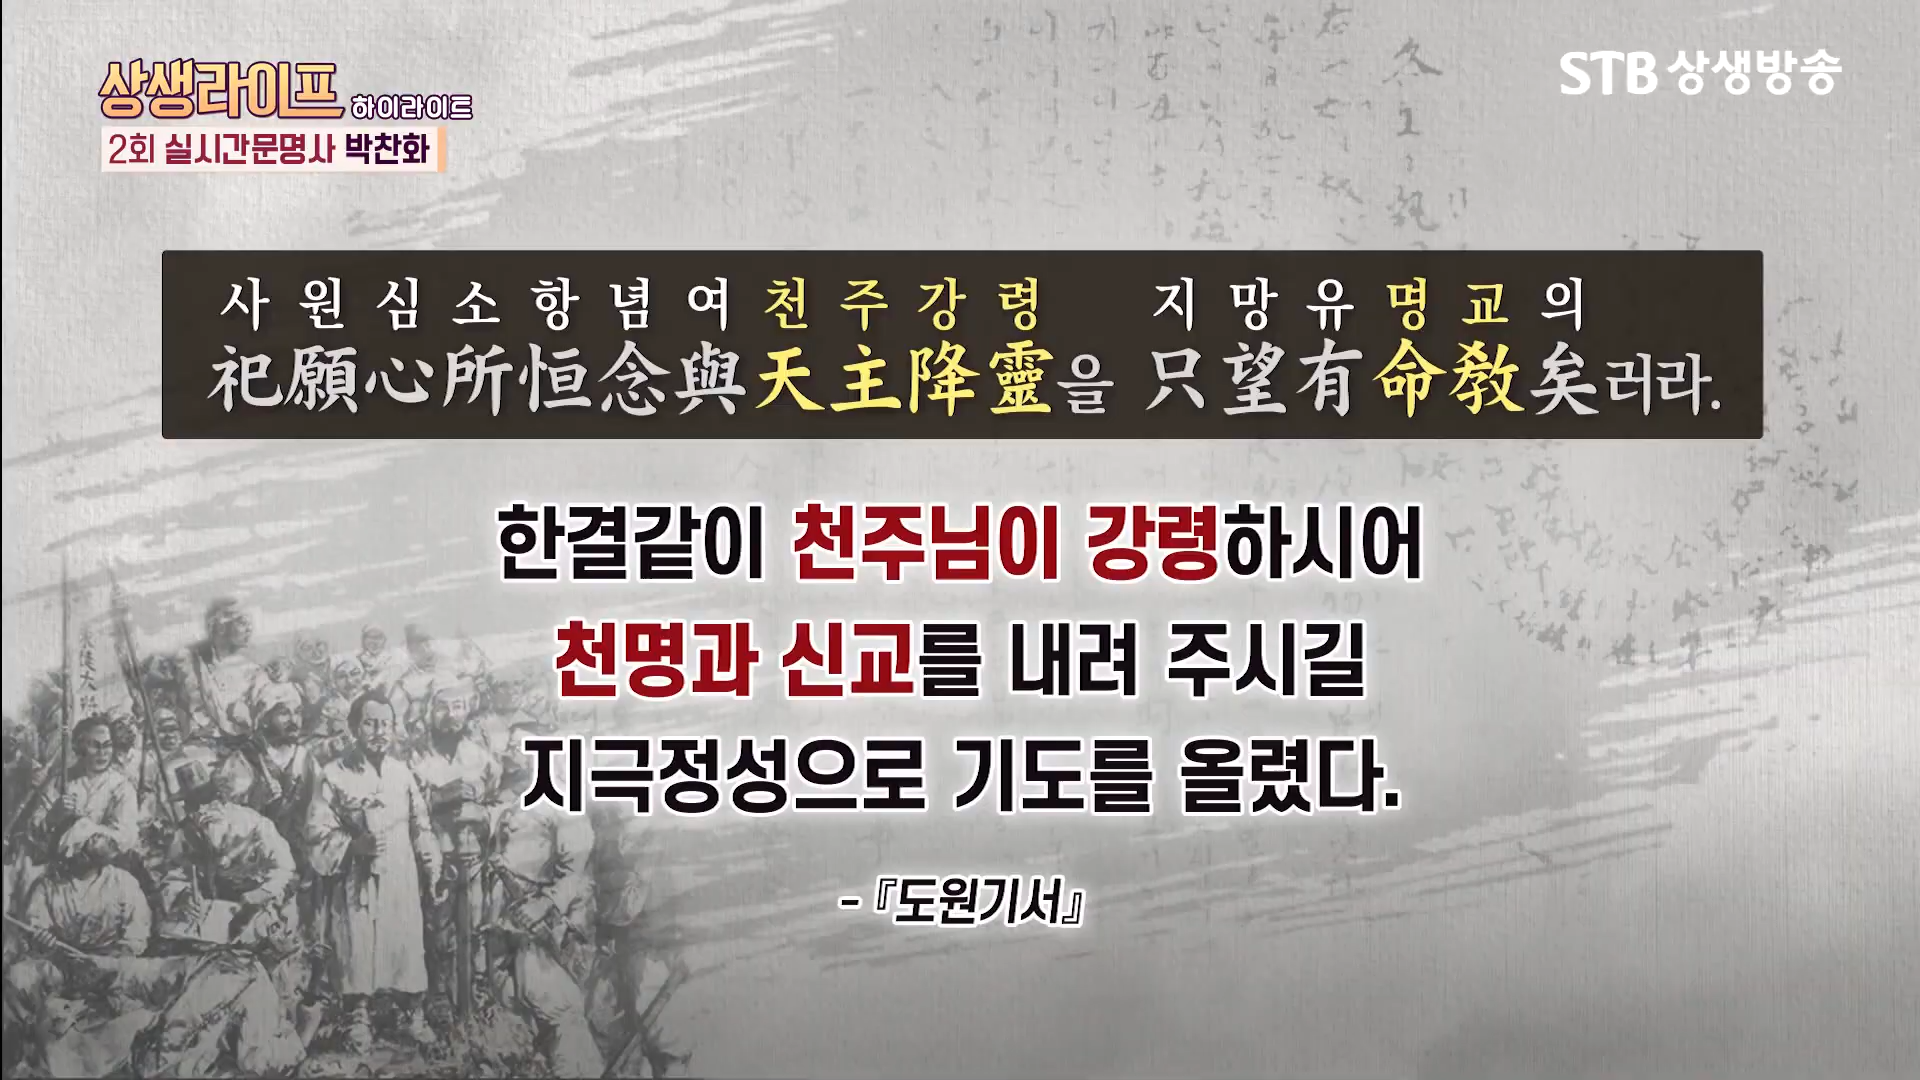 상생라이프 하이라이트
2회 실시간문명사 박찬화
STB 상생방송
사원심소항념여천주강령 지망유명교의
祀願心所恒念與天主降靈을 只望有命敎矣러라.
한결같이 천주님이 강령하시어
천명과 신교를 내려 주시길
지극정성으로 기도를 올렸다.
-『도원기서』